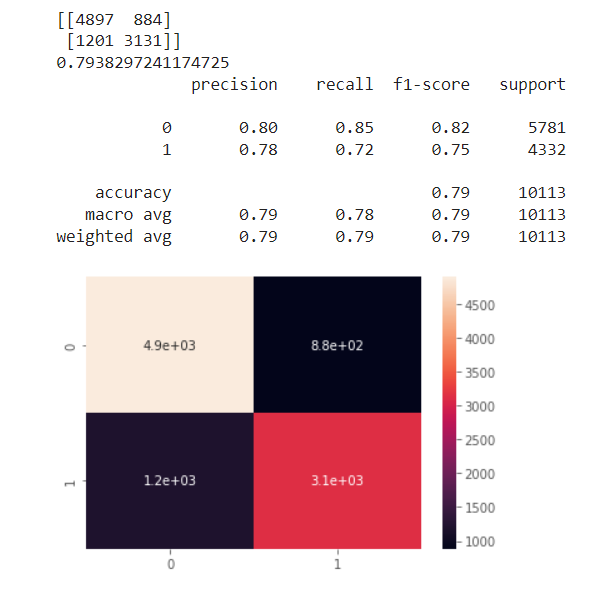 [[4897  884]
 [1201 3131]]
0.7938297241174725
              precision    recall  f1-score   support

           0       0.80      0.85      0.82      5781
           1       0.78      0.72      0.75      4332

    accuracy                           0.79     10113
   macro avg       0.79      0.78      0.79     10113
weighted avg       0.79      0.79      0.79     10113

4500
4000
0 4.9e+03 8.8e+02
3500
3000
2500
2000
1 1.2e+03 3.1e+03
1500
1000
0 1